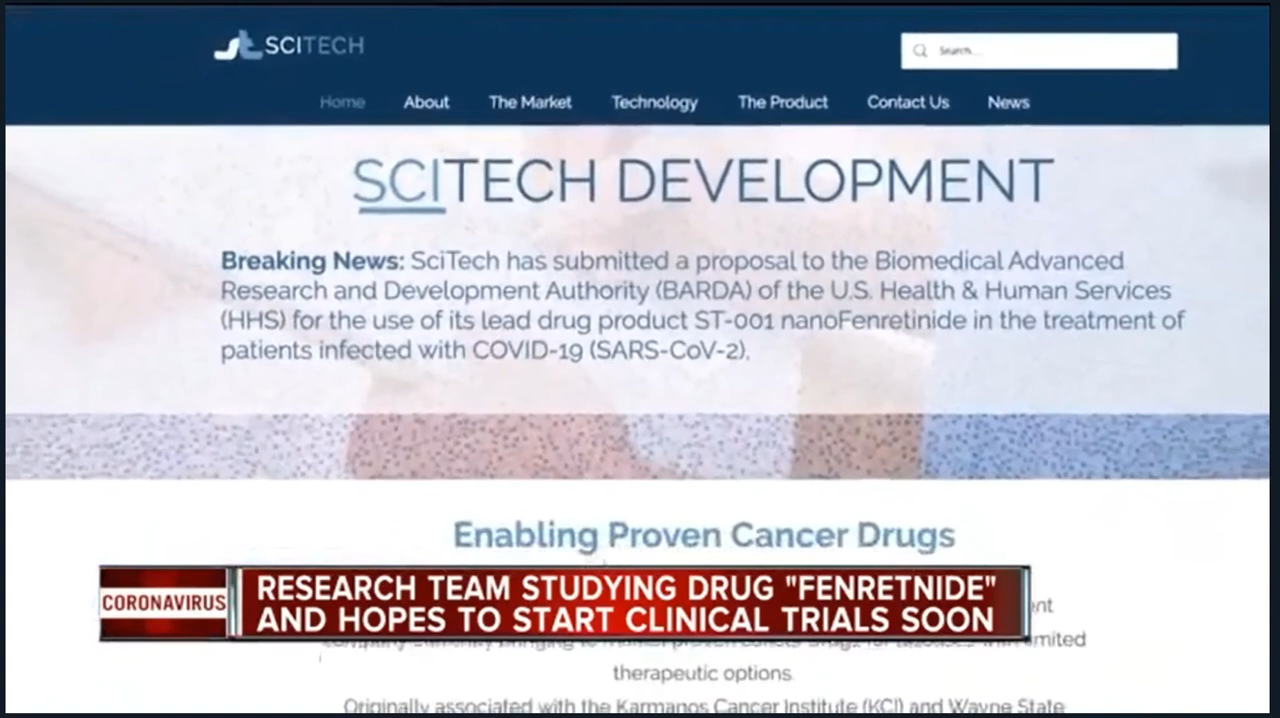 SCITECH
Search...
Home About The Market Technology The Product Contact Us News
SCITECH DEVELOPMENT
Breaking News: SciTech has submitted a proposal to the Biomedical Advanced
Research and Development Authority (BARDA) of the U.S. Health & Human Services
(HHS) for the use of its lead drug product ST-001 nanoFenretinide in the treatment of
patients infected with COVID-19 (SARS-CoV-2).
Enabling Proven Cancer Drugs
CORONAVIRUS
RESEARCH TEAM STUDYING DRUG "FENRETNIDE"
AND HOPES TO START CLINICAL TRIALS SOON
therapeutic options.
Originally associated with the Karmanos Cancer Institute (KCI) and Wayne State